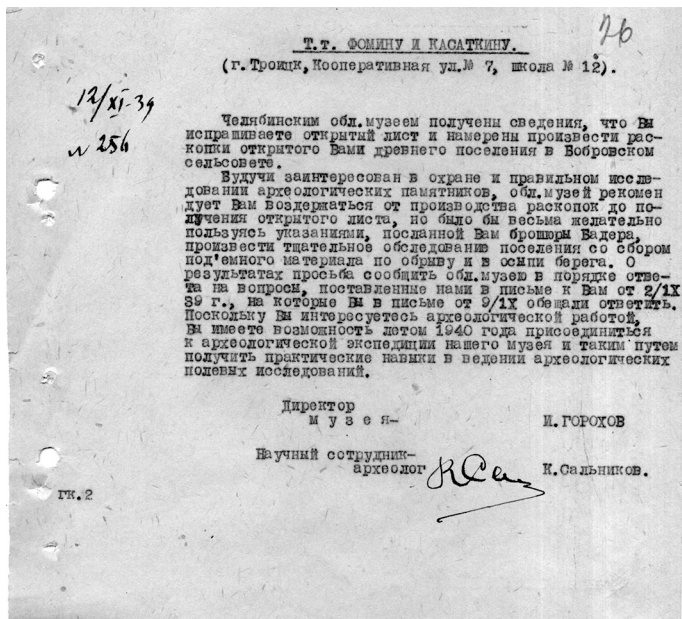 76
Т.т. ФОМИНУ И КАСАТКИНУ.
(г.Троицк,Кооперативная ул.№ 7, школа № 12).
12/XI-39
№ 256
Челябинским обл.музеем получены сведения, что Вы
испрашиваете открытый лист и намерены произвести рас-
копки открытого Вами древнего поселения в Бобровском
сельсовете.
Будучи заинтересован в охране и правильном иссле-
довании археологических памятников, обл.музей рекомен
дует Вам воздержаться от производства раскопок до по-
лучения открытого листа, но было бы весьма желательно
пользуясь указаниями, посланной Вам брошюры Бадера,
произвести тщательное обследование поселения со сбором
под'емного материала по обрыву и в осыпи берега. О
результатах просьба сообщить обл.музею в порядке отве-
та на вопросы, поставленные нами в письме к Вам от 2/IX
39 г., на которые Вы в письме от 9/IX обещали ответить.
Поскольку Вы интересуетесь археологической работой,
Вы имеете возможность летом 1940 года присоединиться
к археологической экспедиции нашего музея и таким путем
получить практические навыки в ведении археологических
полевых исследований.
Директор
музея- И.ГОРОХОВ
Научный сотрудник-
археолог К.Сальников.
гк.2